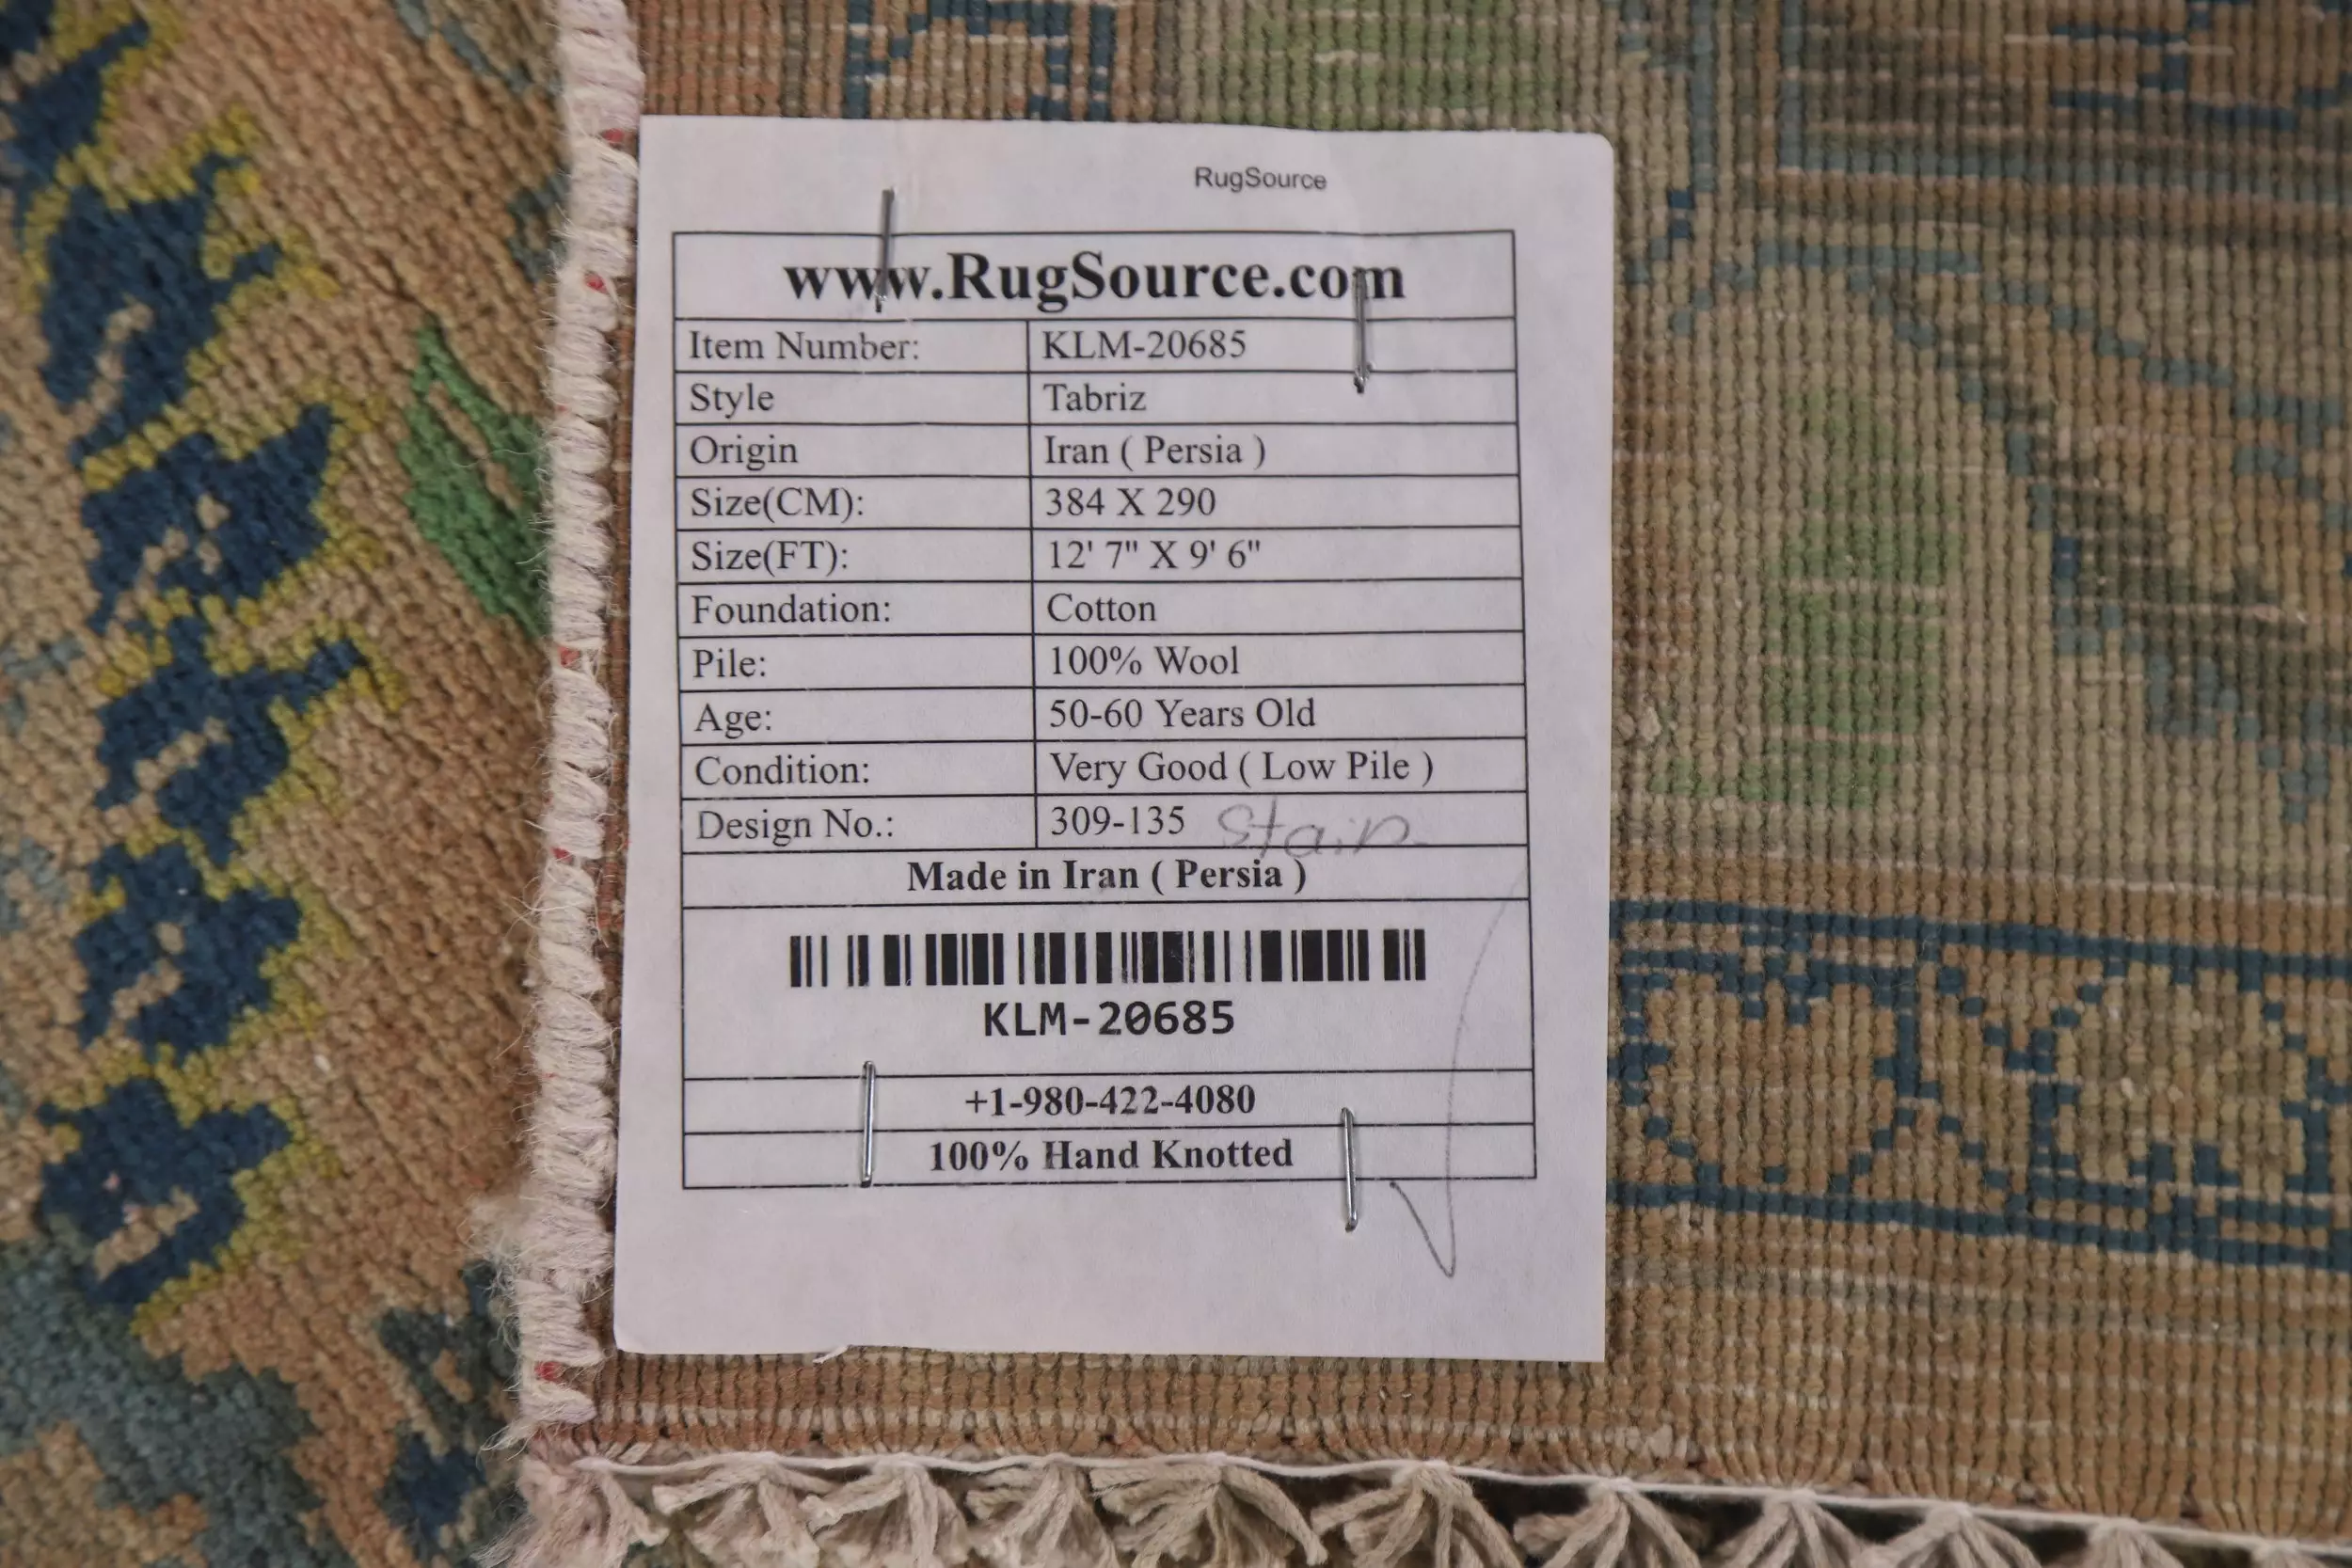 RugSource
www.RugSource.com
Item Number: KLM-20685
Style Tabriz
Origin Iran ( Persia )
Size(CM): 384 X 290
Size(FT): 12' 7" X 9' 6"
Foundation: Cotton
Pile: 100% Wool
Age: 50-60 Years Old
Condition: Very Good ( Low Pile )
Design No.: 309-135 Stain
Made in Iran ( Persia )
KLM-20685
+1-980-422-4080
100% Hand Knotted